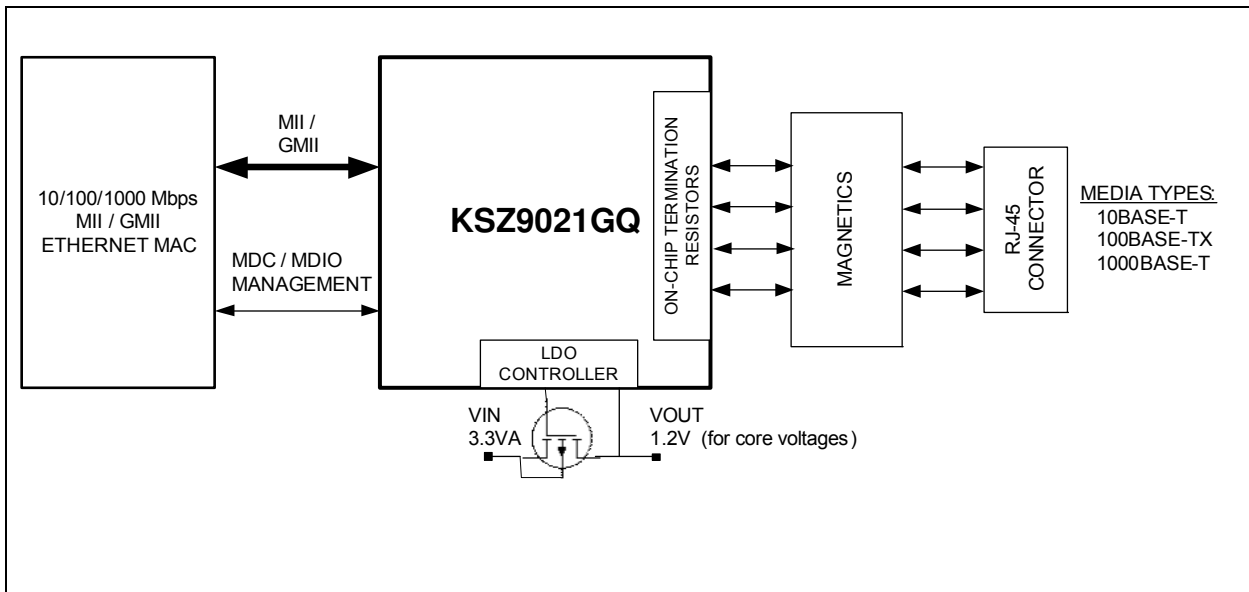 10/100/1000 Mbps
MII / GMII
ETHERNET MAC
MII /
GMII
MDC / MDIO
MANAGEMENT
KSZ9021GQ
ON-CHIP TERMINATION
RESISTORS
LDO
CONTROLLER
VIN
3.3VA
VOUT
1.2V (for core voltages)
MAGNETICS
RJ-45
CONNECTOR
MEDIA TYPES:
10BASE-T
100BASE-TX
1000BASE-T